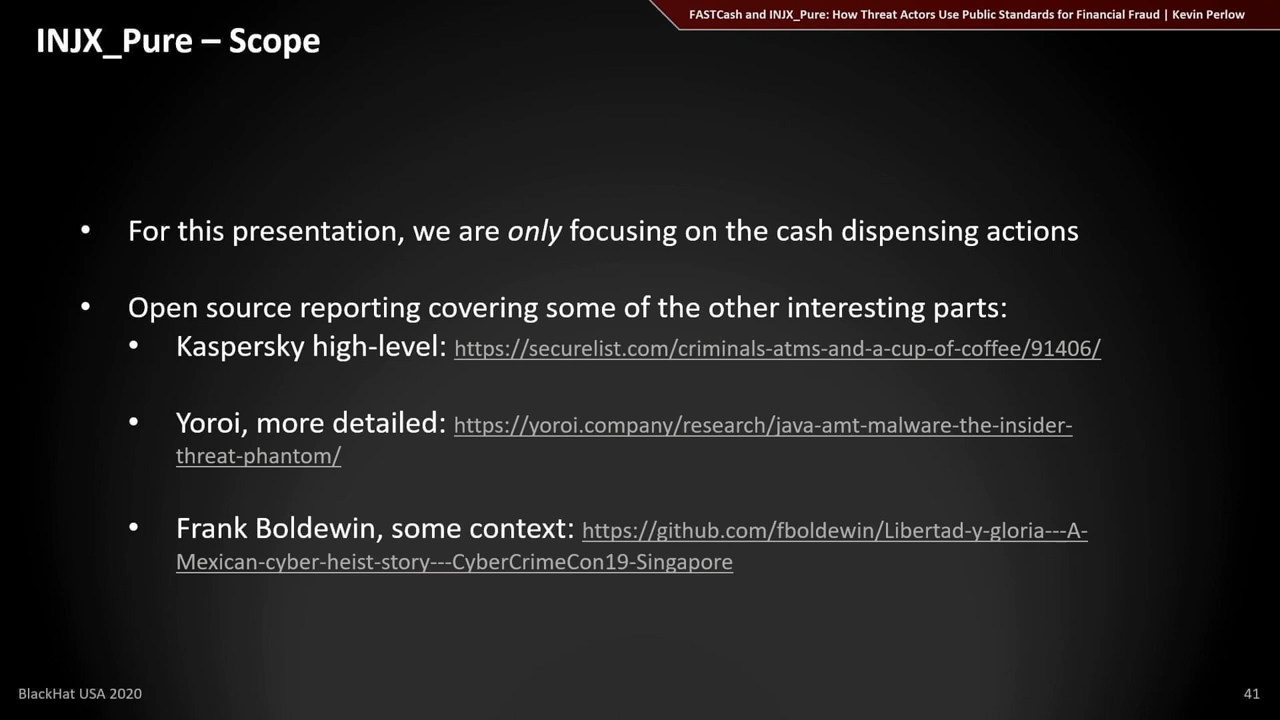 FASTCash and INJX_Pure: How Threat Actors Use Public Standards for Financial Fraud | Kevin Perlow
INJX_Pure – Scope
• For this presentation, we are only focusing on the cash dispensing actions
• Open source reporting covering some of the other interesting parts:
• Kaspersky high-level: https://securelist.com/criminals-atms-and-a-cup-of-coffee/91406/
• Yoroi, more detailed: https://yoroi.company/research/java-amt-malware-the-insider-
threat-phantom/
• Frank Boldewin, some context: https://github.com/fboldewin/Libertad-y-gloria---A-
Mexican-cyber-heist-story---CyberCrimeCon19-Singapore
BlackHat USA 2020
41